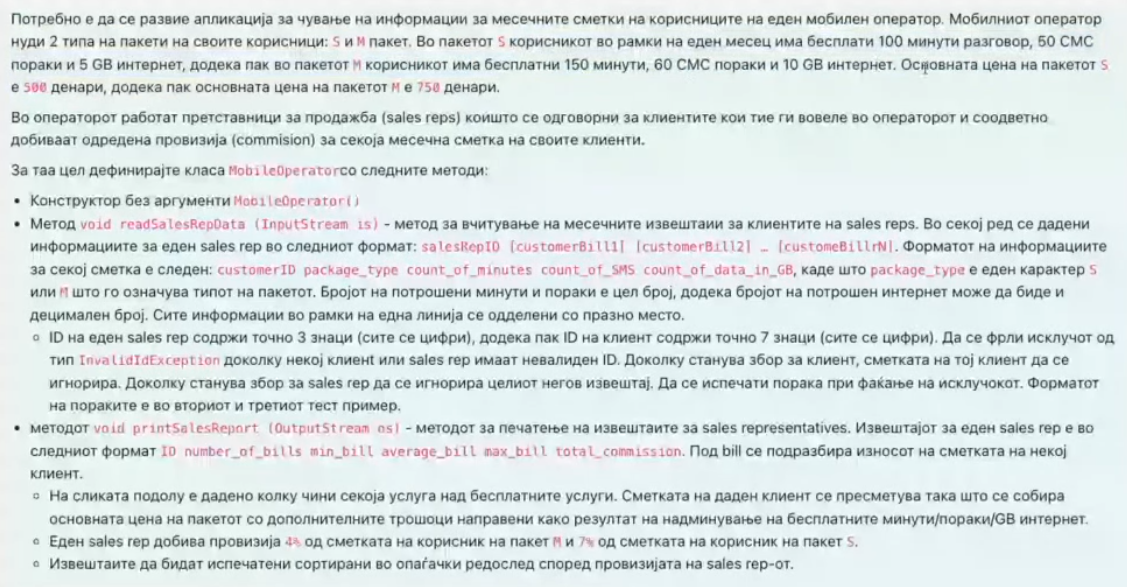 Потребно е да се развие апликација за чување на информации за месечните сметки на корисниците на еден мобилен оператор. Мобилниот оператор
нуди 2 типа на пакети на своите корисници: S и M пакет. Во пакетот S корисникот во рамки на еден месец има бесплати 100 минути разговор, 50 СМС
пораки и 5 GB интернет, додека пак во пакетот M корисникот има бесплатни 150 минути, 60 СМС пораки и 10 GB интернет. Основната цена на пакетот S
е 500 денари, додека пак основната цена на пакетот M е 750 денари.
Во операторот работат претставници за продажба (sales reps) коишто се одговорни за клиентите кои тие ги вовеле во операторот и соодветно
добиваат одредена провизија (commision) за секоја месечна сметка на своите клиенти.
За таа цел дефинирајте класа MobileOperatorсо следните методи:
• Конструктор без аргументи MobileOperator()
• Метод void readSalesRepData (InputStream is) - метод за вчитување на месечните извештаи за клиентите на sales reps. Во секој ред се дадени
информациите за еден sales rep во следниот формат: salesRepID [customerBill1] [customerBill2] … [customeBillrN]. Форматот на информациите
за секој сметка е следен: customerID package_type count_of_minutes count_of_SMS count_of_data_in_GB, каде што package_type е еден карактер S
или M што го означува типот на пакетот. Бројот на потрошени минути и пораки е цел број, додека бројот на потрошен интернет може да биде и
децимален број. Сите информации во рамки на една линија се одделени со празно место.
◦ ID на еден sales rep содржи точно 3 знаци (сите се цифри), додека пак ID на клиент содржи точно 7 знаци (сите се цифри). Да се фрли исклучот од
тип InvalidIdException доколку некој клиент или sales rep имаат невалиден ID. Доколку станува збор за клиент, сметката на тој клиент да се
игнорира. Доколку станува збор за sales rep да се игнорира целиот негов извештај. Да се испечати порака при фаќање на исклучокот. Форматот
на пораките е во вториот и третиот тест пример.
• методот void printSalesReport (OutputStream os) - методот за печатење на извештаите за sales representatives. Извештајот за еден sales rep е во
следниот формат ID number_of_bills min_bill average_bill max_bill total_commission. Под bill се подразбира износот на сметката на некој
клиент.
◦ На сликата подолу е дадено колку чини секоја услуга над бесплатните услуги. Сметката на даден клиент се пресметува така што се собира
основната цена на пакетот со дополнителните трошоци направени како резултат на надминување на бесплатните минути/пораки/GB интернет.
◦ Еден sales rep добива провизија 4% од сметката на корисник на пакет M и 7% од сметката на корисник на пакет S.
◦ Извештаите да бидат испечатени сортирани во опаѓачки редослед според провизијата на sales rep-от.